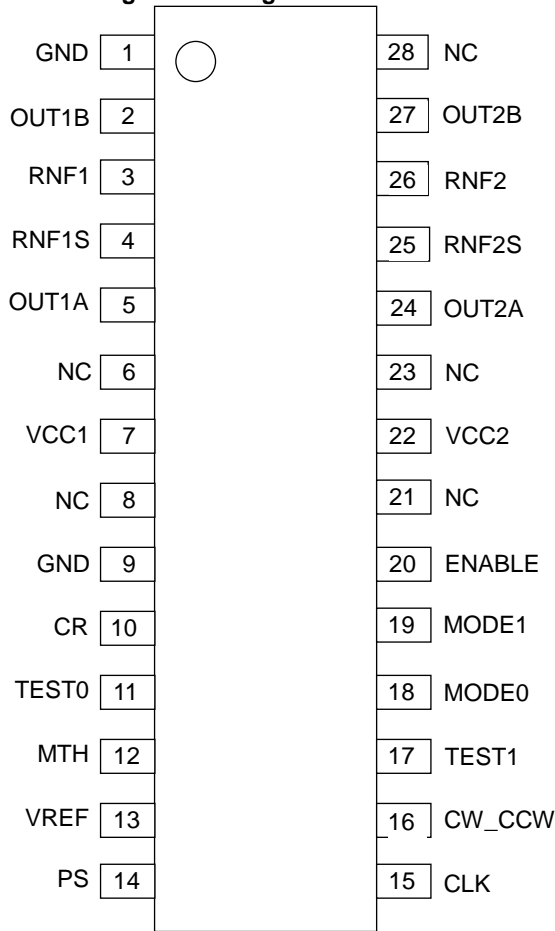 GND 1 28 NC
OUT1B 2 27 OUT2B
RNF1 3 26 RNF2
RNF1S 4 25 RNF2S
OUT1A 5 24 OUT2A
NC 6 23 NC
VCC1 7 22 VCC2
NC 8 21 NC
GND 9 20 ENABLE
CR 10 19 MODE1
TEST0 11 18 MODE0
MTH 12 17 TEST1
VREF 13 16 CW_CCW
PS 14 15 CLK